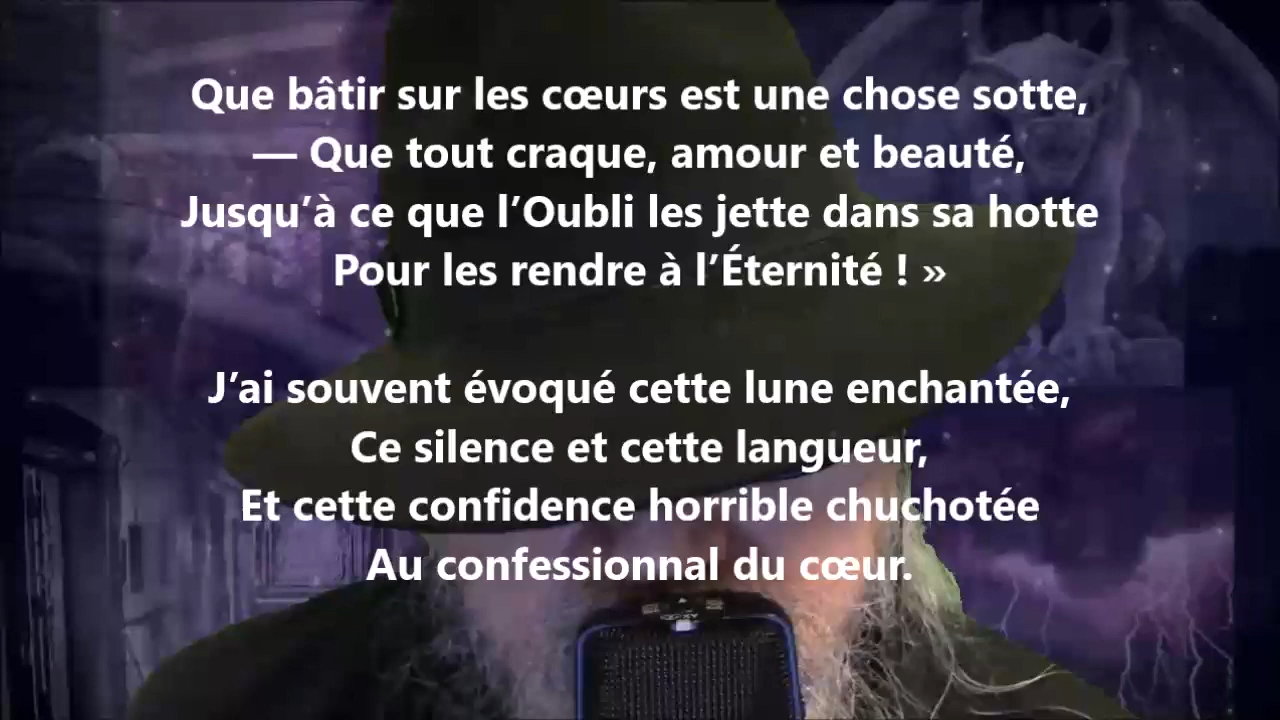 Que bâtir sur les cœurs est une chose sotte,
— Que tout craque, amour et beauté,
Jusqu’à ce que l’Oubli les jette dans sa hotte
Pour les rendre à l’Éternité ! »
J’ai souvent évoqué cette lune enchantée,
Ce silence et cette langueur,
Et cette confidence horrible chuchotée
Au confessionnal du cœur.